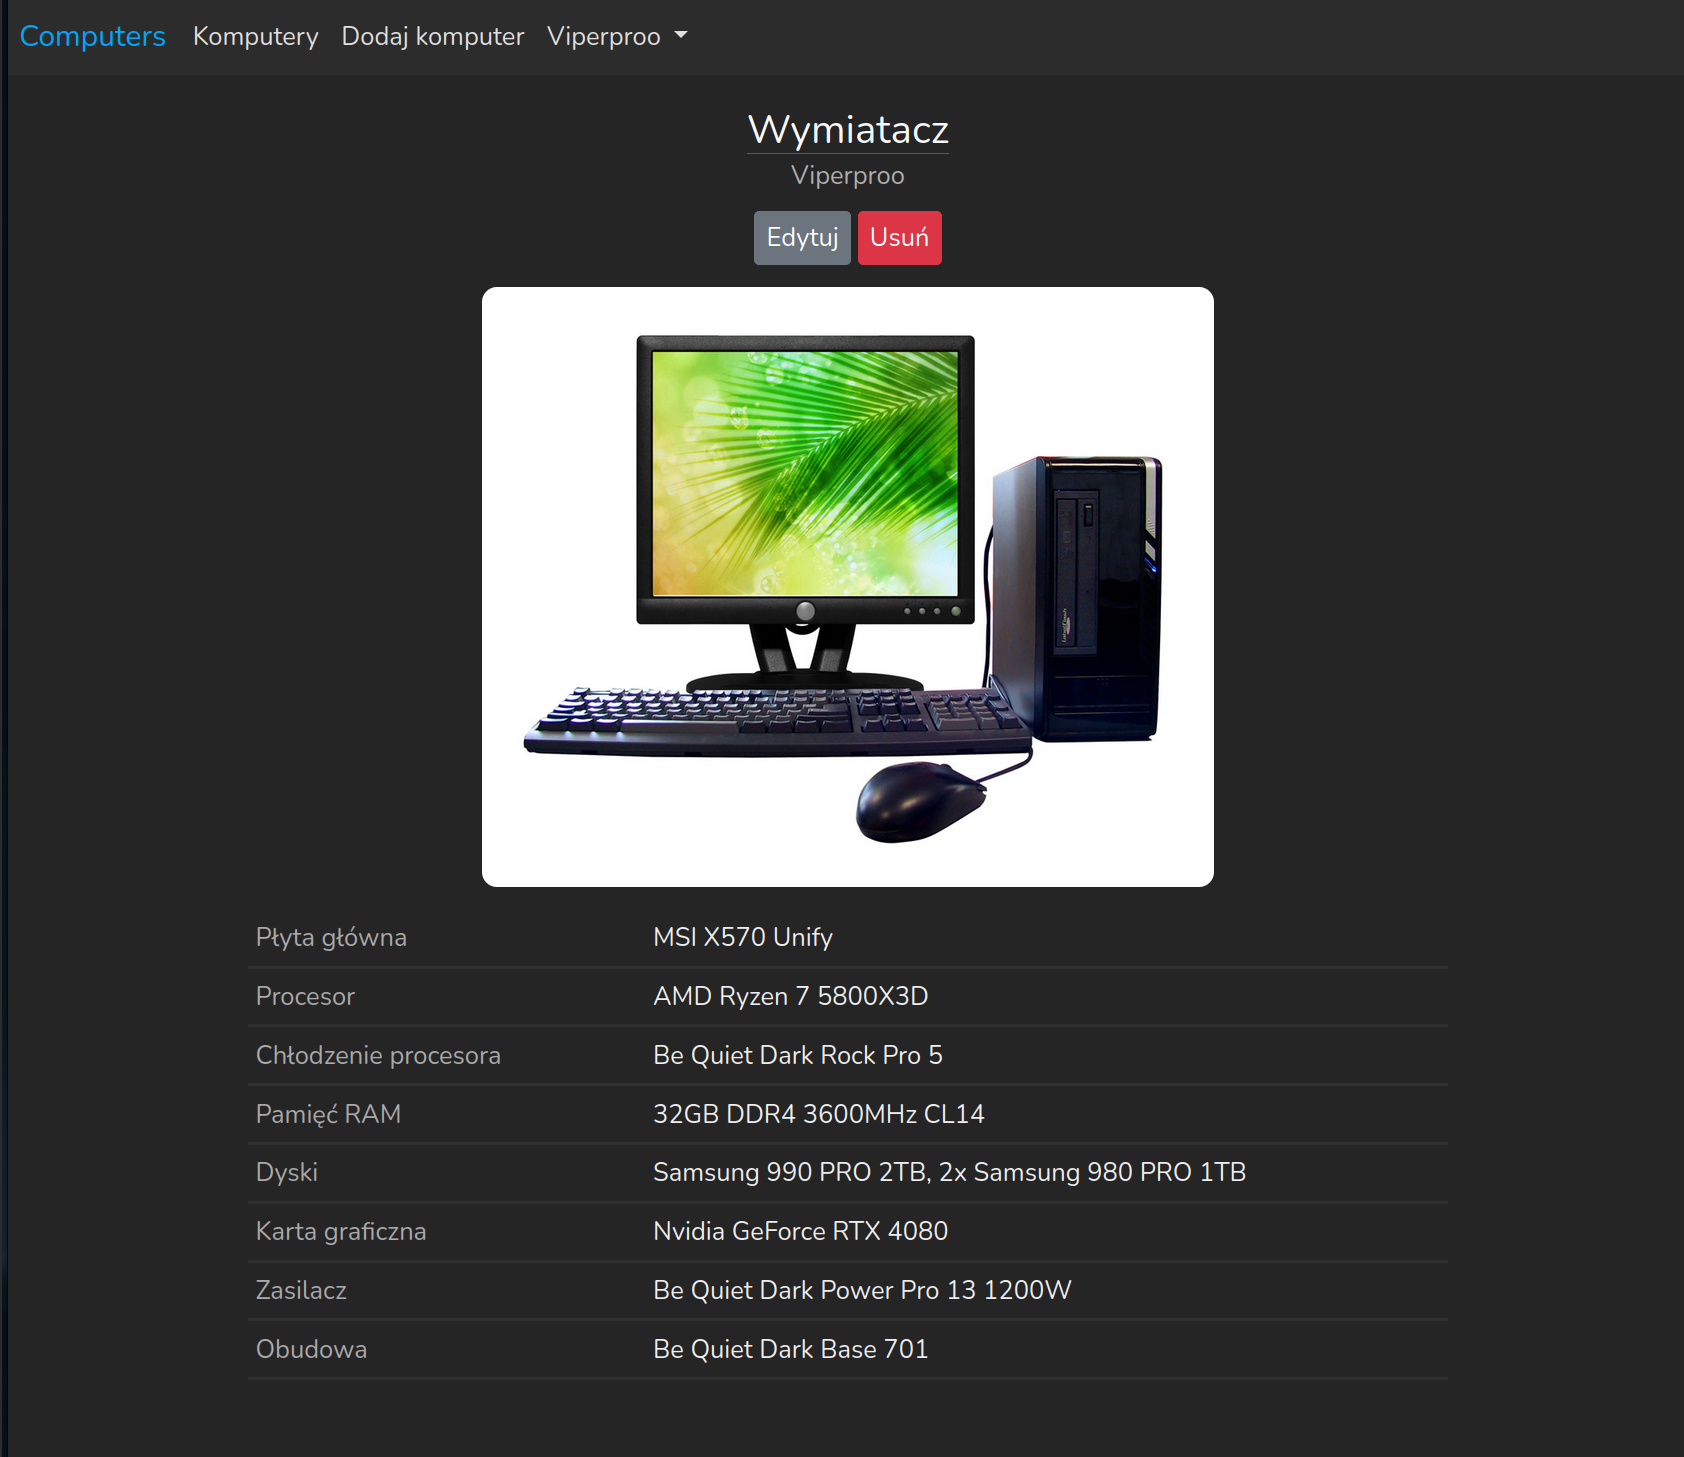 Computers Komputery Dodaj komputer Viperproo
Wymiatacz
Viperproo
Edytuj Usuń
Płyta główna MSI X570 Unify
Procesor AMD Ryzen 7 5800X3D
Chłodzenie procesora Be Quiet Dark Rock Pro 5
Pamięć RAM 32GB DDR4 3600MHz CL14
Dyski Samsung 990 PRO 2TB, 2x Samsung 980 PRO 1TB
Karta graficzna Nvidia GeForce RTX 4080
Zasilacz Be Quiet Dark Power Pro 13 1200W
Obudowa Be Quiet Dark Base 701